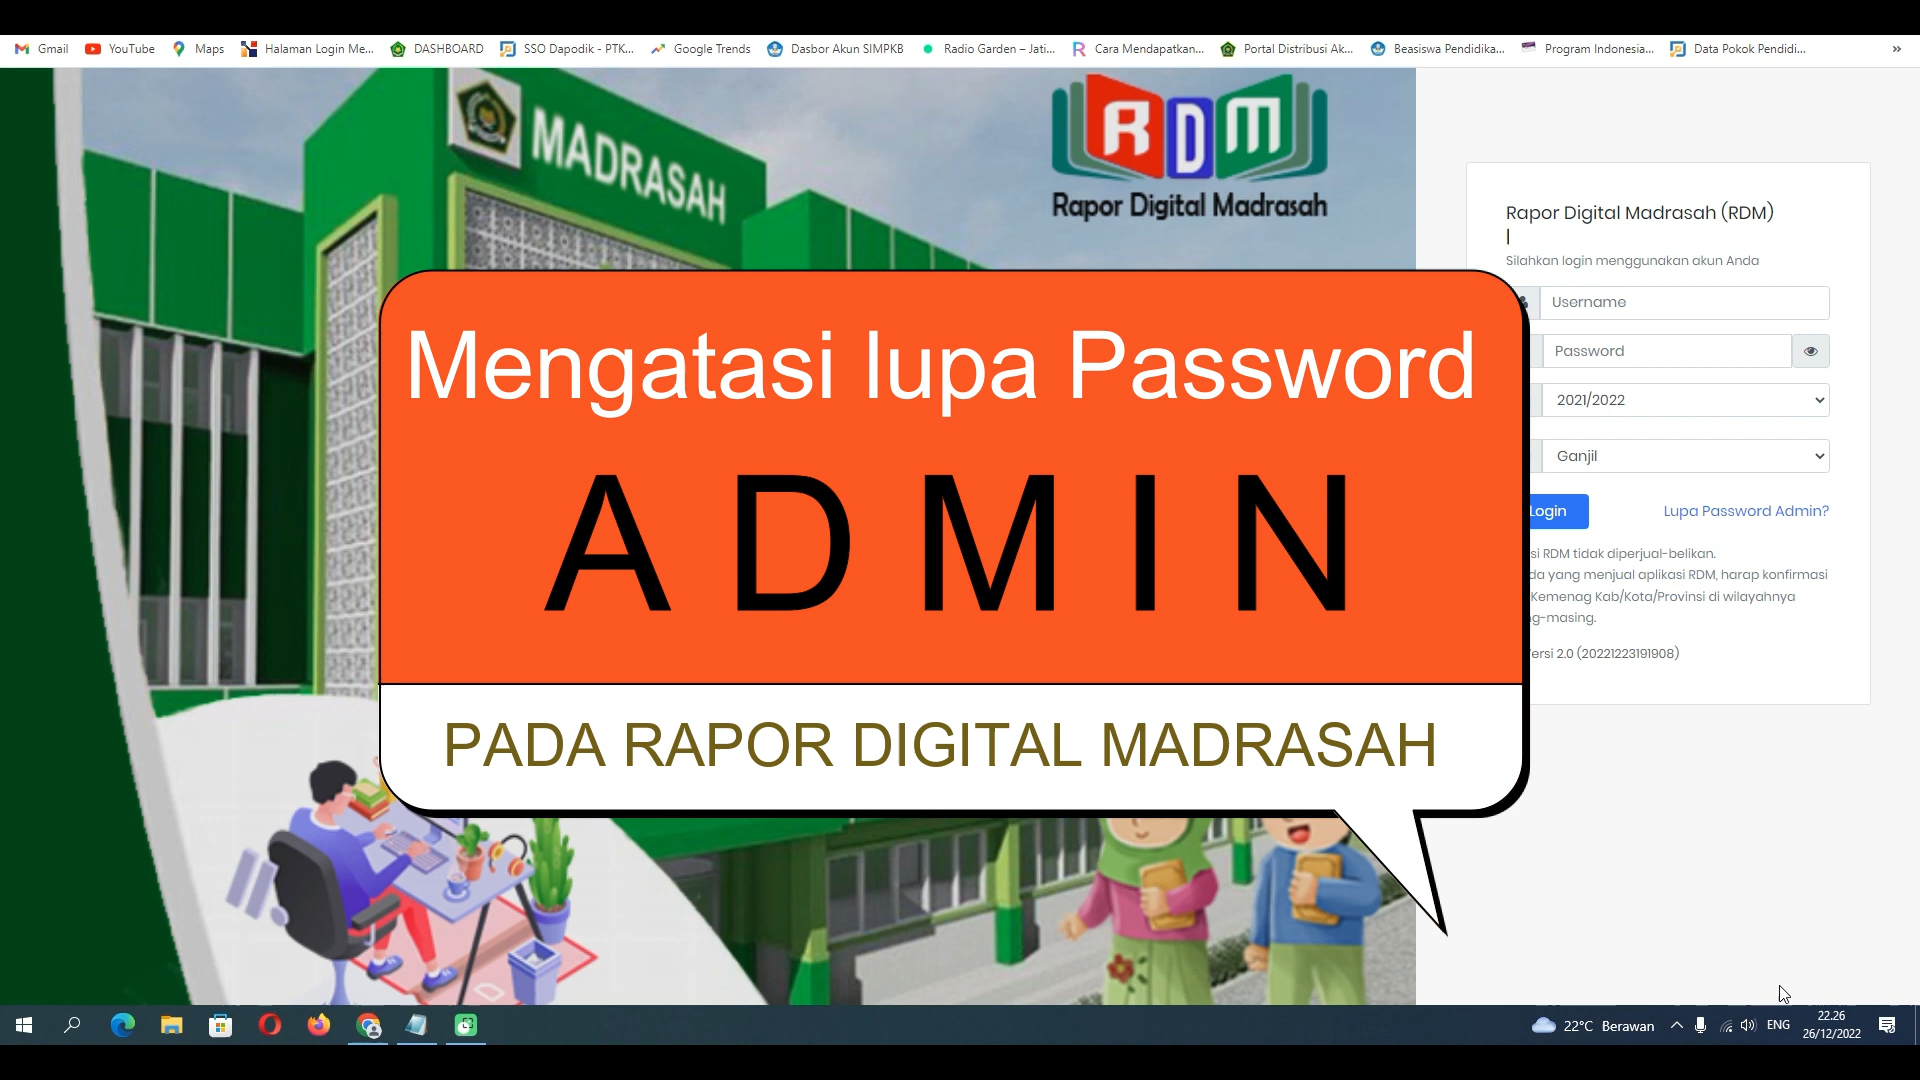 Gmail
YouTube
Maps
Halaman Login Me...
DASHBOARD
SSO Dapodik - PTK...
Google Trends
Dasbor Akun SIMPKB
Radio Garden – Jati...
Cara Mendapatkan...
Portal Distribusi Ak...
Beasiswa Pendidika...
Program Indonesia...
Data Pokok Pendidi...
»
MADRASAH
RDM
Rapor Digital Madrasah
Rapor Digital Madrasah (RDM)
Silahkan login menggunakan akun Anda
Username
Password
2021/2022
Ganjil
Login
Lupa Password Admin?
si RDM tidak diperjual-belikan.
da yang menjual aplikasi RDM, harap konfirmasi
Kemenag Kab/Kota/Provinsi di wilayahnya
g-masing.
ersi 2.0 (20221223191908)
Mengatasi lupa Password
ADMIN
PADA RAPOR DIGITAL MADRASAH
22°C Berawan
ENG
22.26
26/12/2022